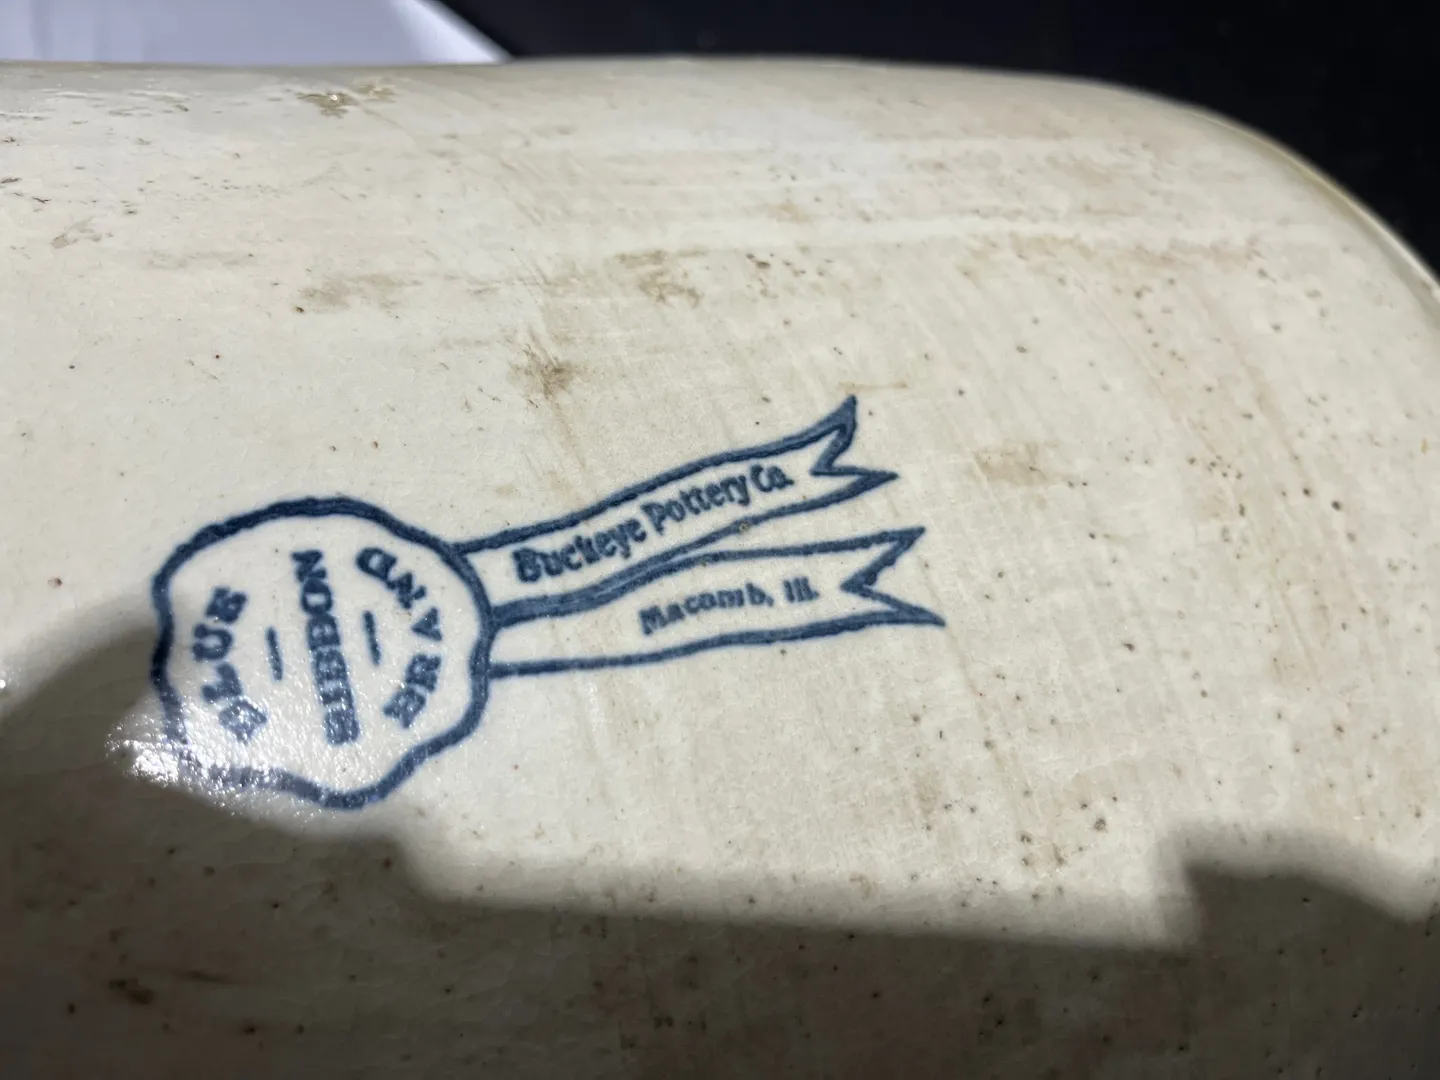 BLUE
— RIBBON —
BRAND
Buckeye Pottery Co.
Macomb, Ill.